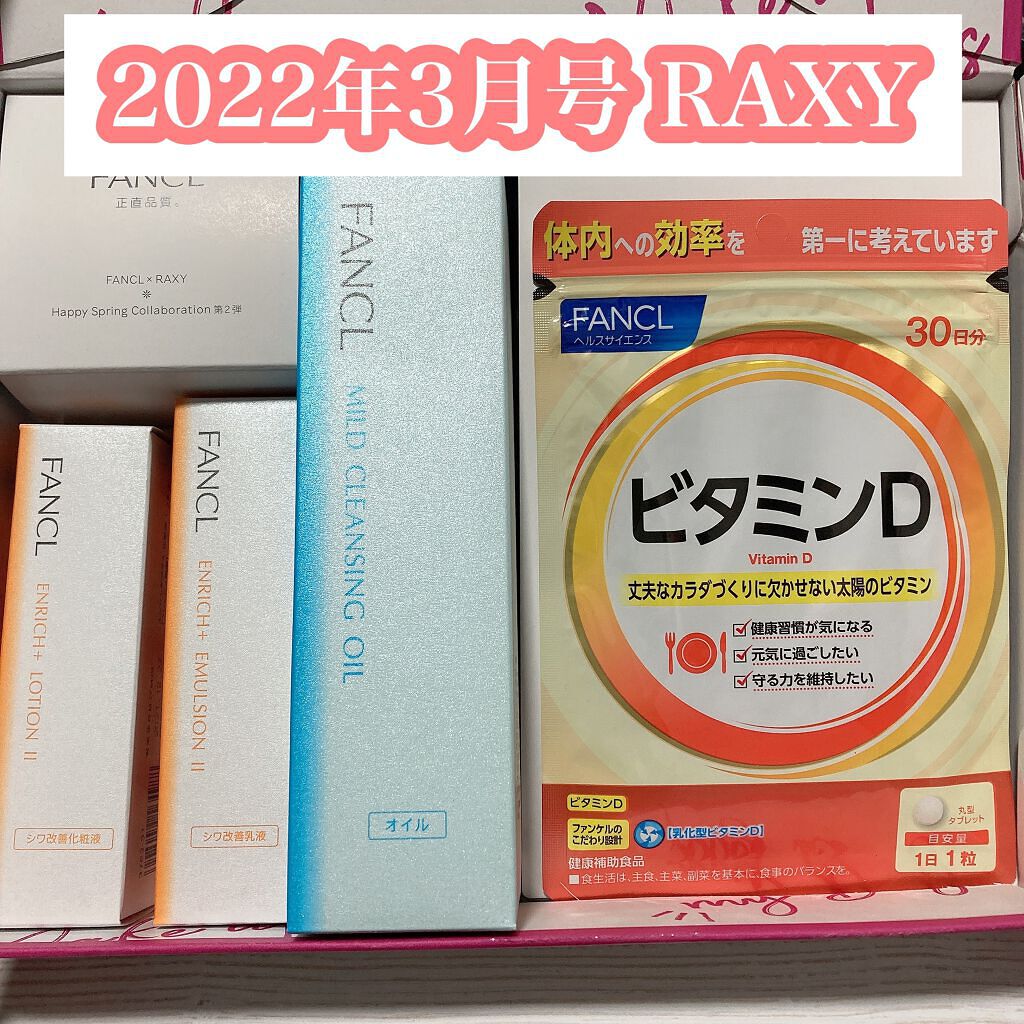 2022年3月号 RAXY
FANCL
正直品質。
FANCL×RAXY
Happy Spring Collaboration 第2弾
FANCL
ENRICH+ LOTION II
シワ改善化粧液
FANCL
ENRICH+ EMULSION II
シワ改善乳液
FANCL
MILD CLEANSING OIL
オイル
体内への効率を 第一に考えています
FANCL
ヘルスサイエンス
30日分
ビタミンD
Vitamin D
丈夫なカラダづくりに欠かせない太陽のビタミン
健康習慣が気になる
元気に過ごしたい
守る力を維持したい
ビタミンD
ファンケルの
こだわり設計
【乳化型ビタミンD】
健康補助食品
■食生活は、主食、主菜、副菜を基本に、食事のバランスを。
丸型
タブレット
目安量
1日1粒